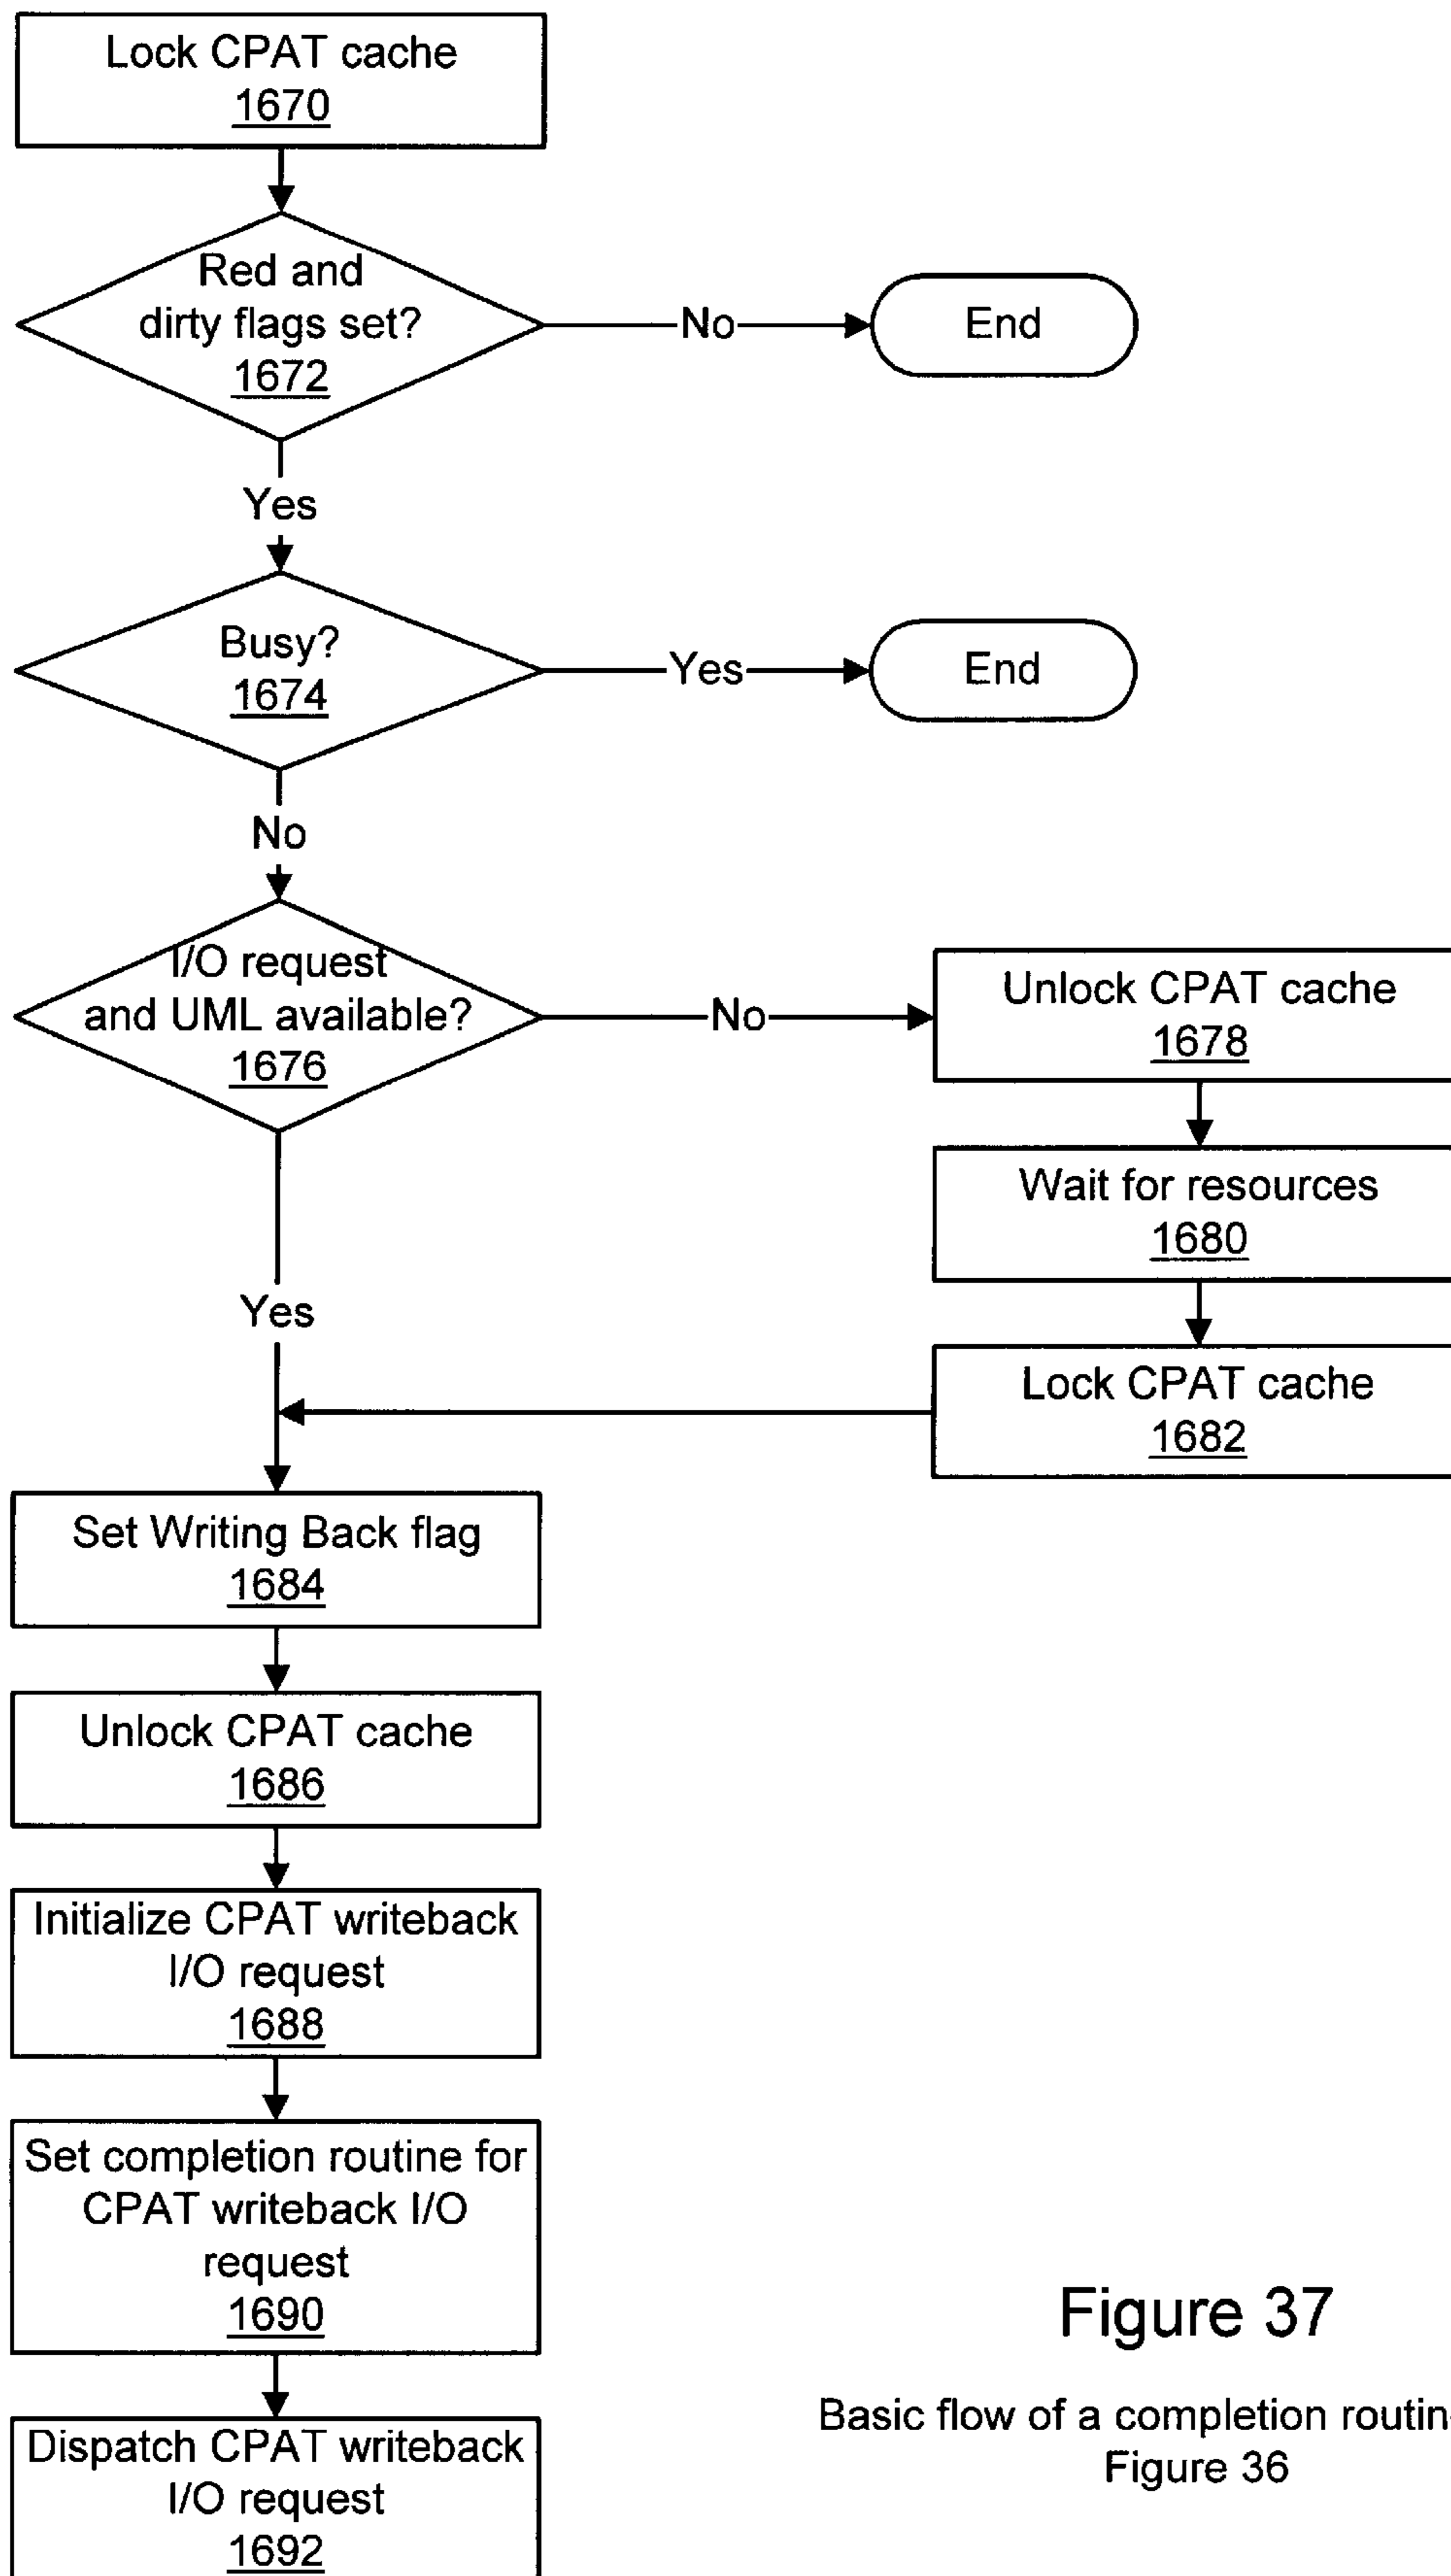 Lock CPAT cache
1670
Red and
dirty flags set?
1672
No
End
Yes
Busy?
1674
Yes
End
No
I/O request
and UML available?
1676
No
Unlock CPAT cache
1678
Wait for resources
1680
Yes
Lock CPAT cache
1682
Set Writing Back flag
1684
Unlock CPAT cache
1686
Initialize CPAT writeback
I/O request
1688
Set completion routine for
CPAT writeback I/O
request
1690
Dispatch CPAT writeback
I/O request
1692
Figure 37
Basic flow of a completion
Figure 36